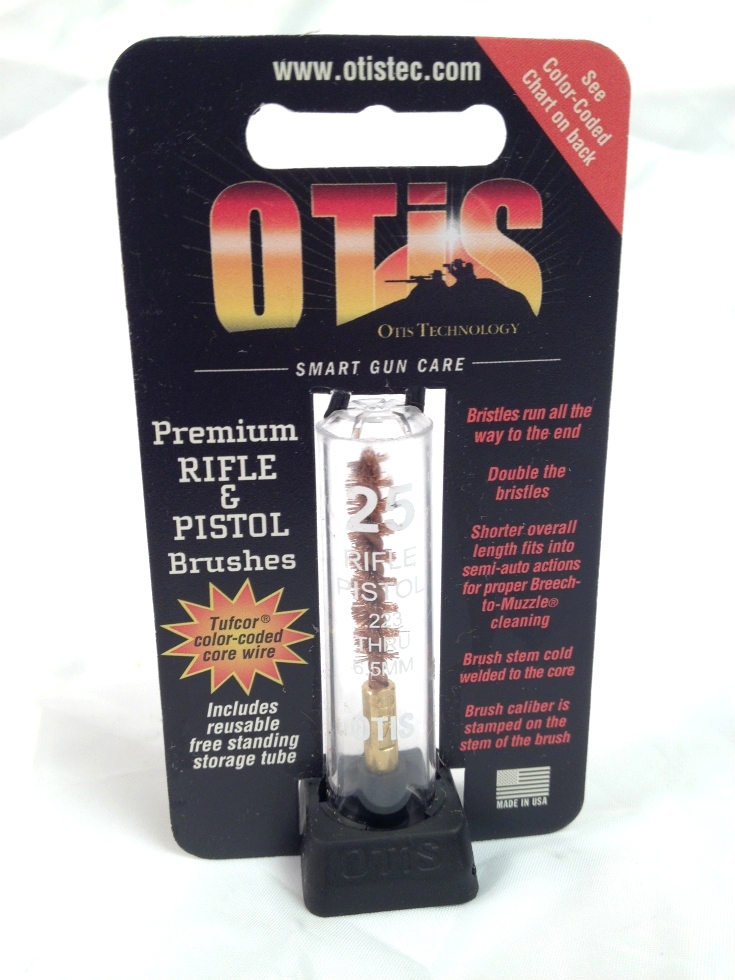 www.otistec.com
See
Color-Coded
Chart on back
OTiS
OTIS TECHNOLOGY
SMART GUN CARE
Premium
RIFLE
&
PISTOL
Brushes
Tufcor®
color-coded
core wire
Includes
reusable
free standing
storage tube
25
RIFLE
PISTOL
.223
THRU
6.5MM
OTIS
Bristles run all the
way to the end
Double the
bristles
Shorter overall
length fits into
semi-auto actions
for proper Breech-
to-Muzzle®
cleaning
Brush stem cold
welded to the core
Brush caliber is
stamped on the
stem of the brush
MADE IN USA
OTIS